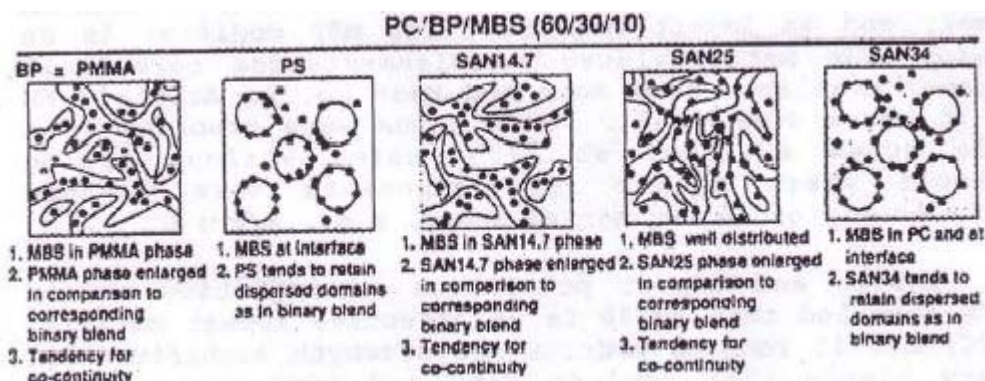 PC/BP/MBS (60/30/10)
BP = PMMA
PS
SAN14.7
SAN25
SAN34
1. MBS in PMMA phase
2. PMMA phase enlarged
in comparison to
corresponding
binary blend
3. Tendency for
co-continuity
1. MBS at interface
2. PS tends to retain
dispersed domains
as in binary blend
1. MBS in SAN14.7 phase
2. SAN14.7 phase enlarged
in comparison to
corresponding
binary blend
3. Tendency for
co-continuity
1. MBS well distributed
2. SAN25 phase enlarged
in comparison to
corresponding
binary blend
3. Tendency for
co-continuity
1. MBS in PC and at
interface
2. SAN34 tends to
retain dispersed
domains as in
binary blend